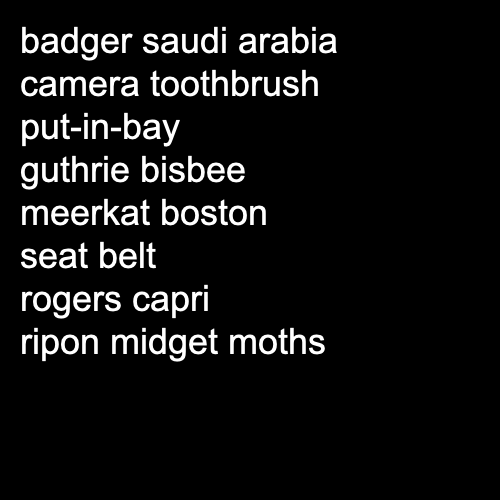 badger saudi arabia
camera toothbrush
put-in-bay
guthrie bisbee
meerkat boston
seat belt
rogers capri
ripon midget moths